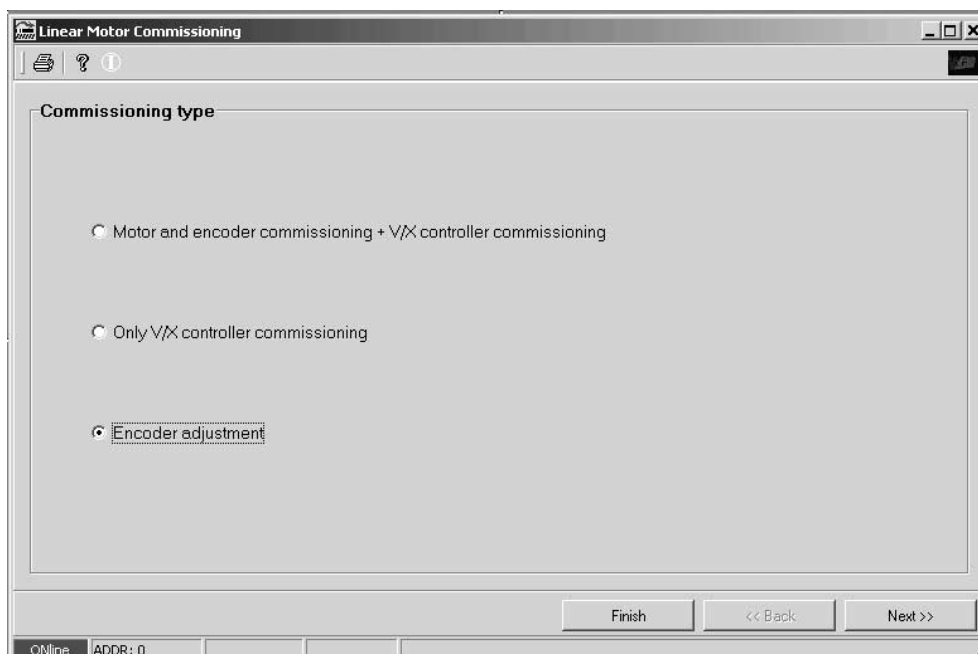 Linear Motor Commissioning
Commissioning type
Motor and encoder commissioning + V/X controller commissioning
Only V/X controller commissioning
Encoder adjustment
Finish
<< Back
Next >>
ONline
ADDR: 0